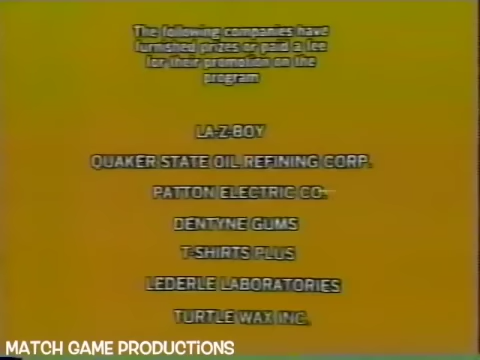 The following companies have
furnished prizes or paid a fee
for their promotion on the
program
LA-Z-BOY
QUAKER STATE OIL REFINING CORP.
PATTON ELECTRIC CO.
DENTYNE GUMS
T-SHIRTS PLUS
LEDERLE LABORATORIES
TURTLE WAX INC.
MATCH GAME PRODUCTiONS